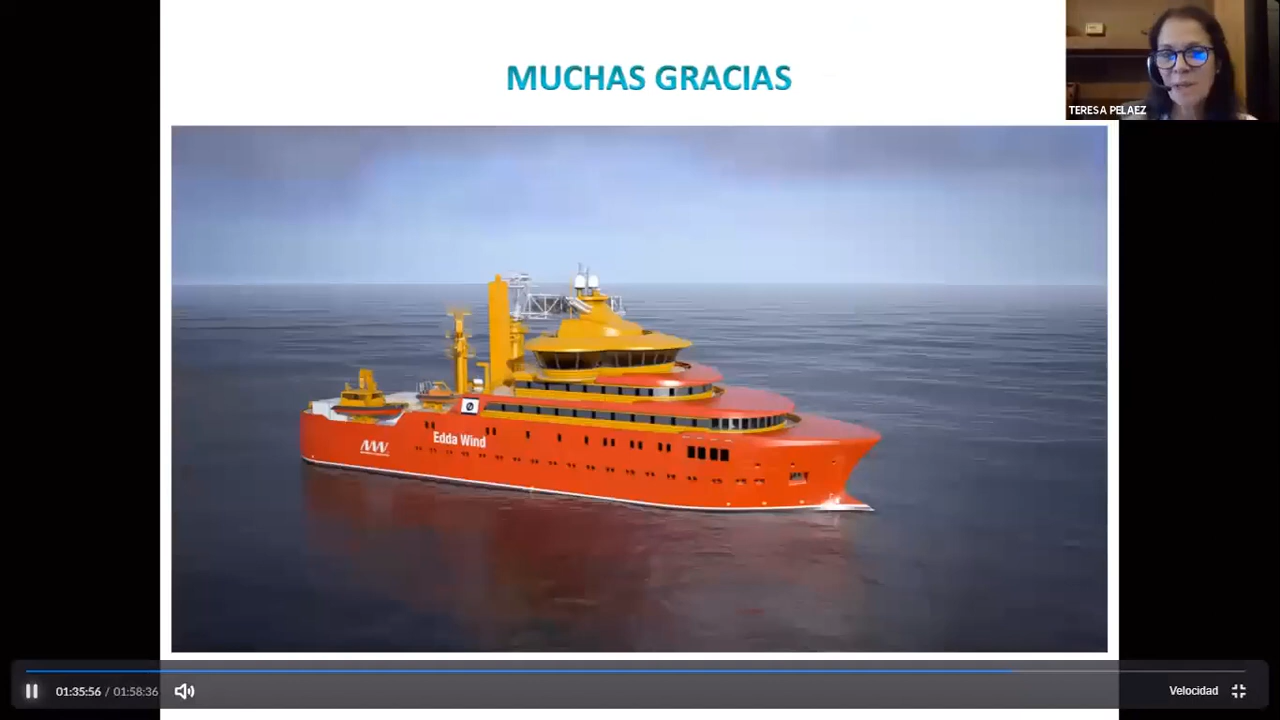 MUCHAS GRACIAS
TERESA PELAEZ
Edda Wind
01:35:56 / 01:58:36
Velocidad